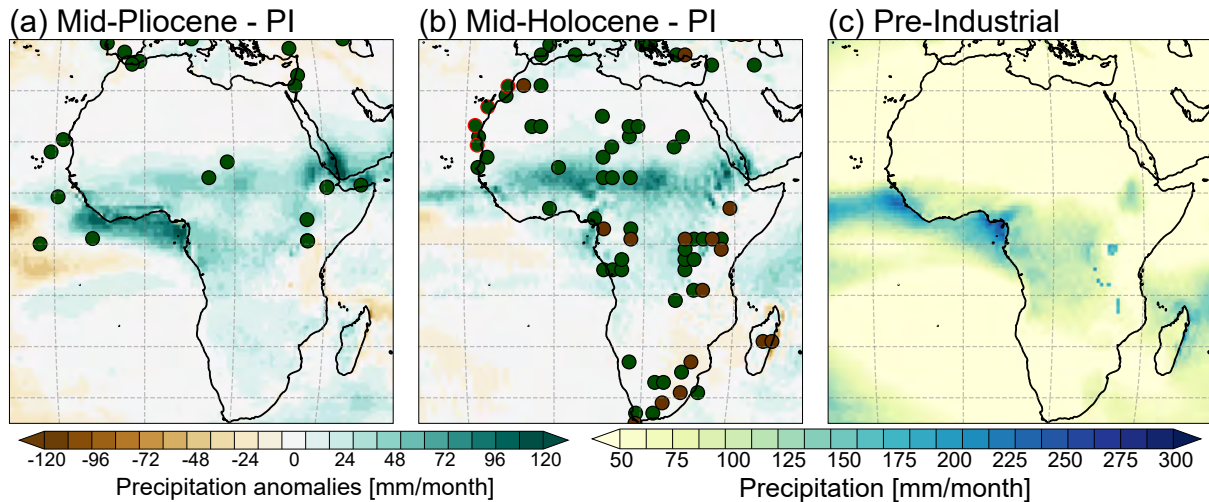 (a) Mid-Pliocene - PI
(b) Mid-Holocene - PI
(c) Pre-Industrial
-120 -96 -72 -48 -24 0 24 48 72 96 120
Precipitation anomalies [mm/month]
50 75 100 125 150 175 200 225 250 275 300
Precipitation [mm/month]